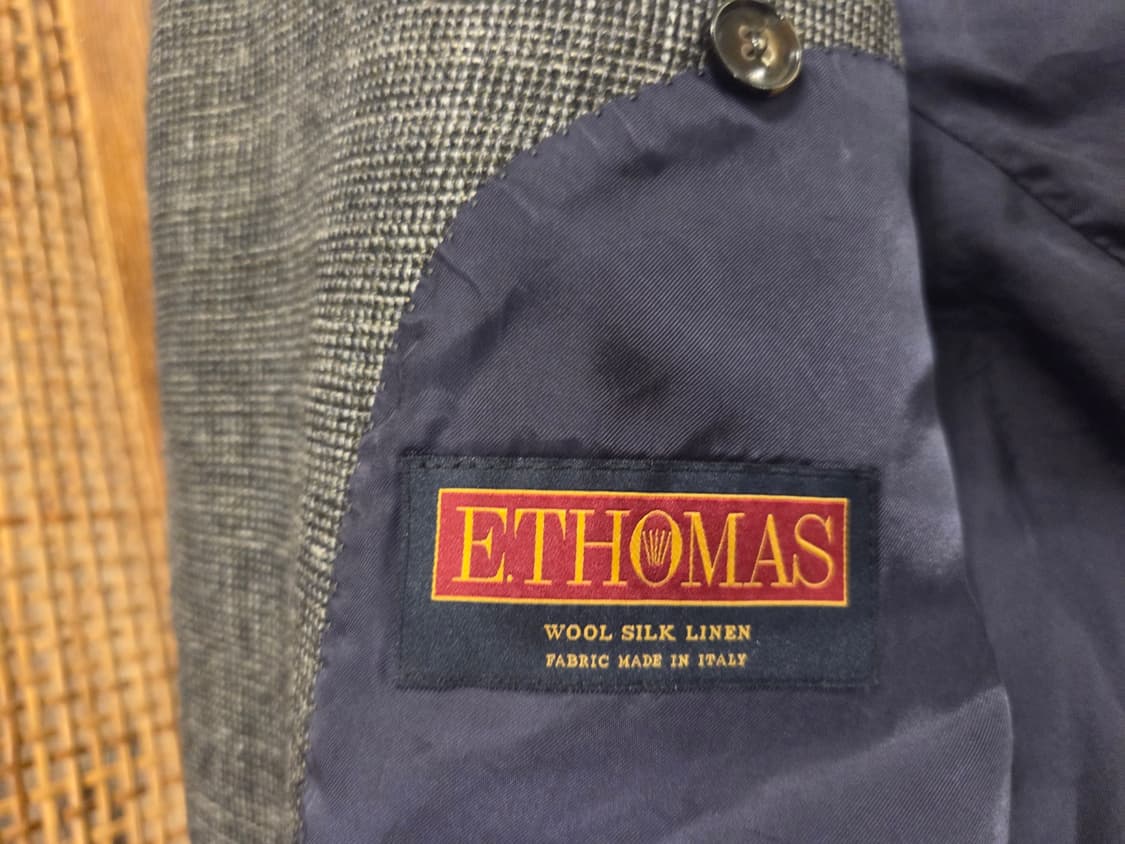 E.THOMAS
WOOL SILK LINEN
FABRIC MADE IN ITALY